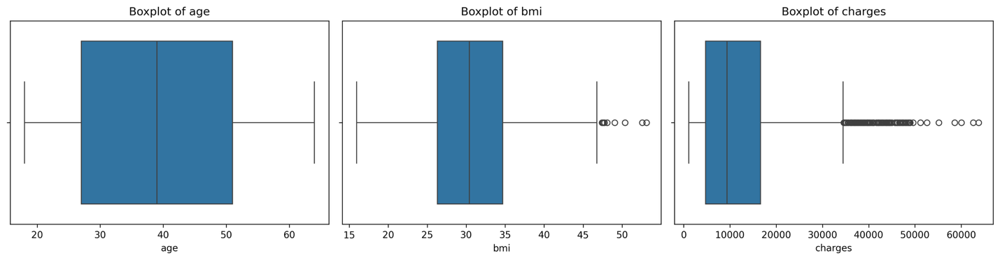 Boxplot of age
20 30 40 50 60
age
Boxplot of bmi
15 20 25 30 35 40 45 50
bmi
Boxplot of charges
0 10000 20000 30000 40000 50000 60000
charges